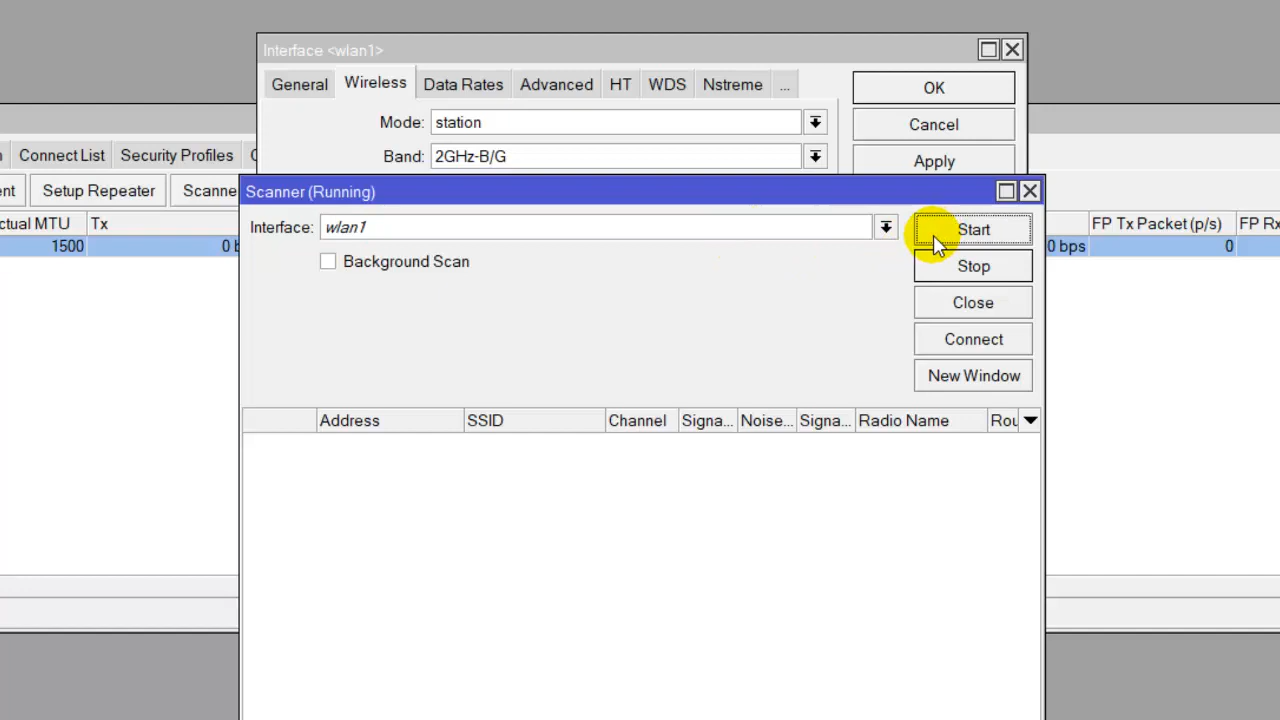 Interface <wlan1>
General Wireless Data Rates Advanced HT WDS Nstreme ...
OK
Mode: station
Cancel
Band: 2GHz-B/G
Apply
Connect List Security Profiles
Setup Repeater
Scanner (Running)
Interface: wlan1
Start
Background Scan
Stop
Close
Connect
New Window
Address SSID Channel Signa... Noise... Signa... Radio Name Rou
ctual MTU Tx
1500 0 b
FP Tx Packet (p/s) FP Rx
0 bps 0